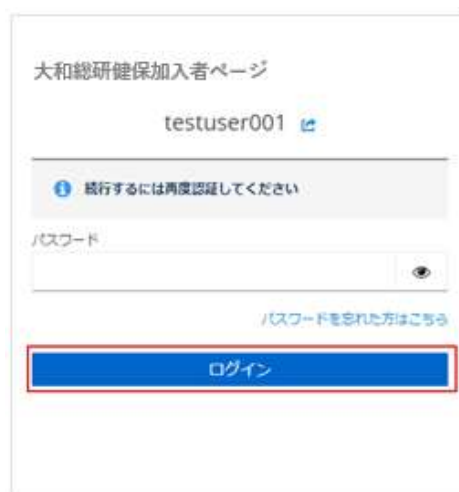 大和総研健保加入者ページ
testuser001
続行するには再度認証してください
パスワード
パスワードを忘れた方はこちら
ログイン